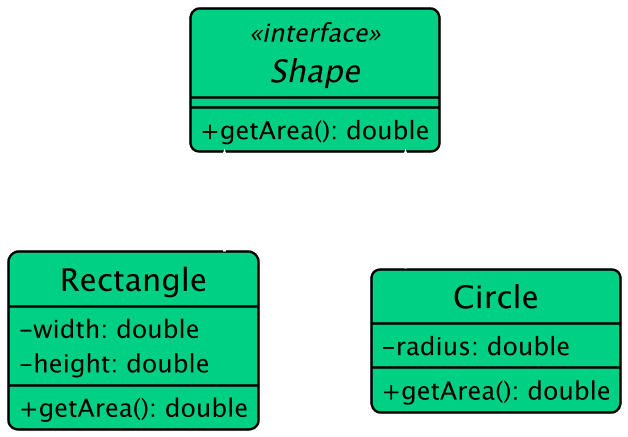 «interface»
Shape
+getArea(): double
Rectangle
-width: double
-height: double
+getArea(): double
Circle
-radius: double
+getArea(): double